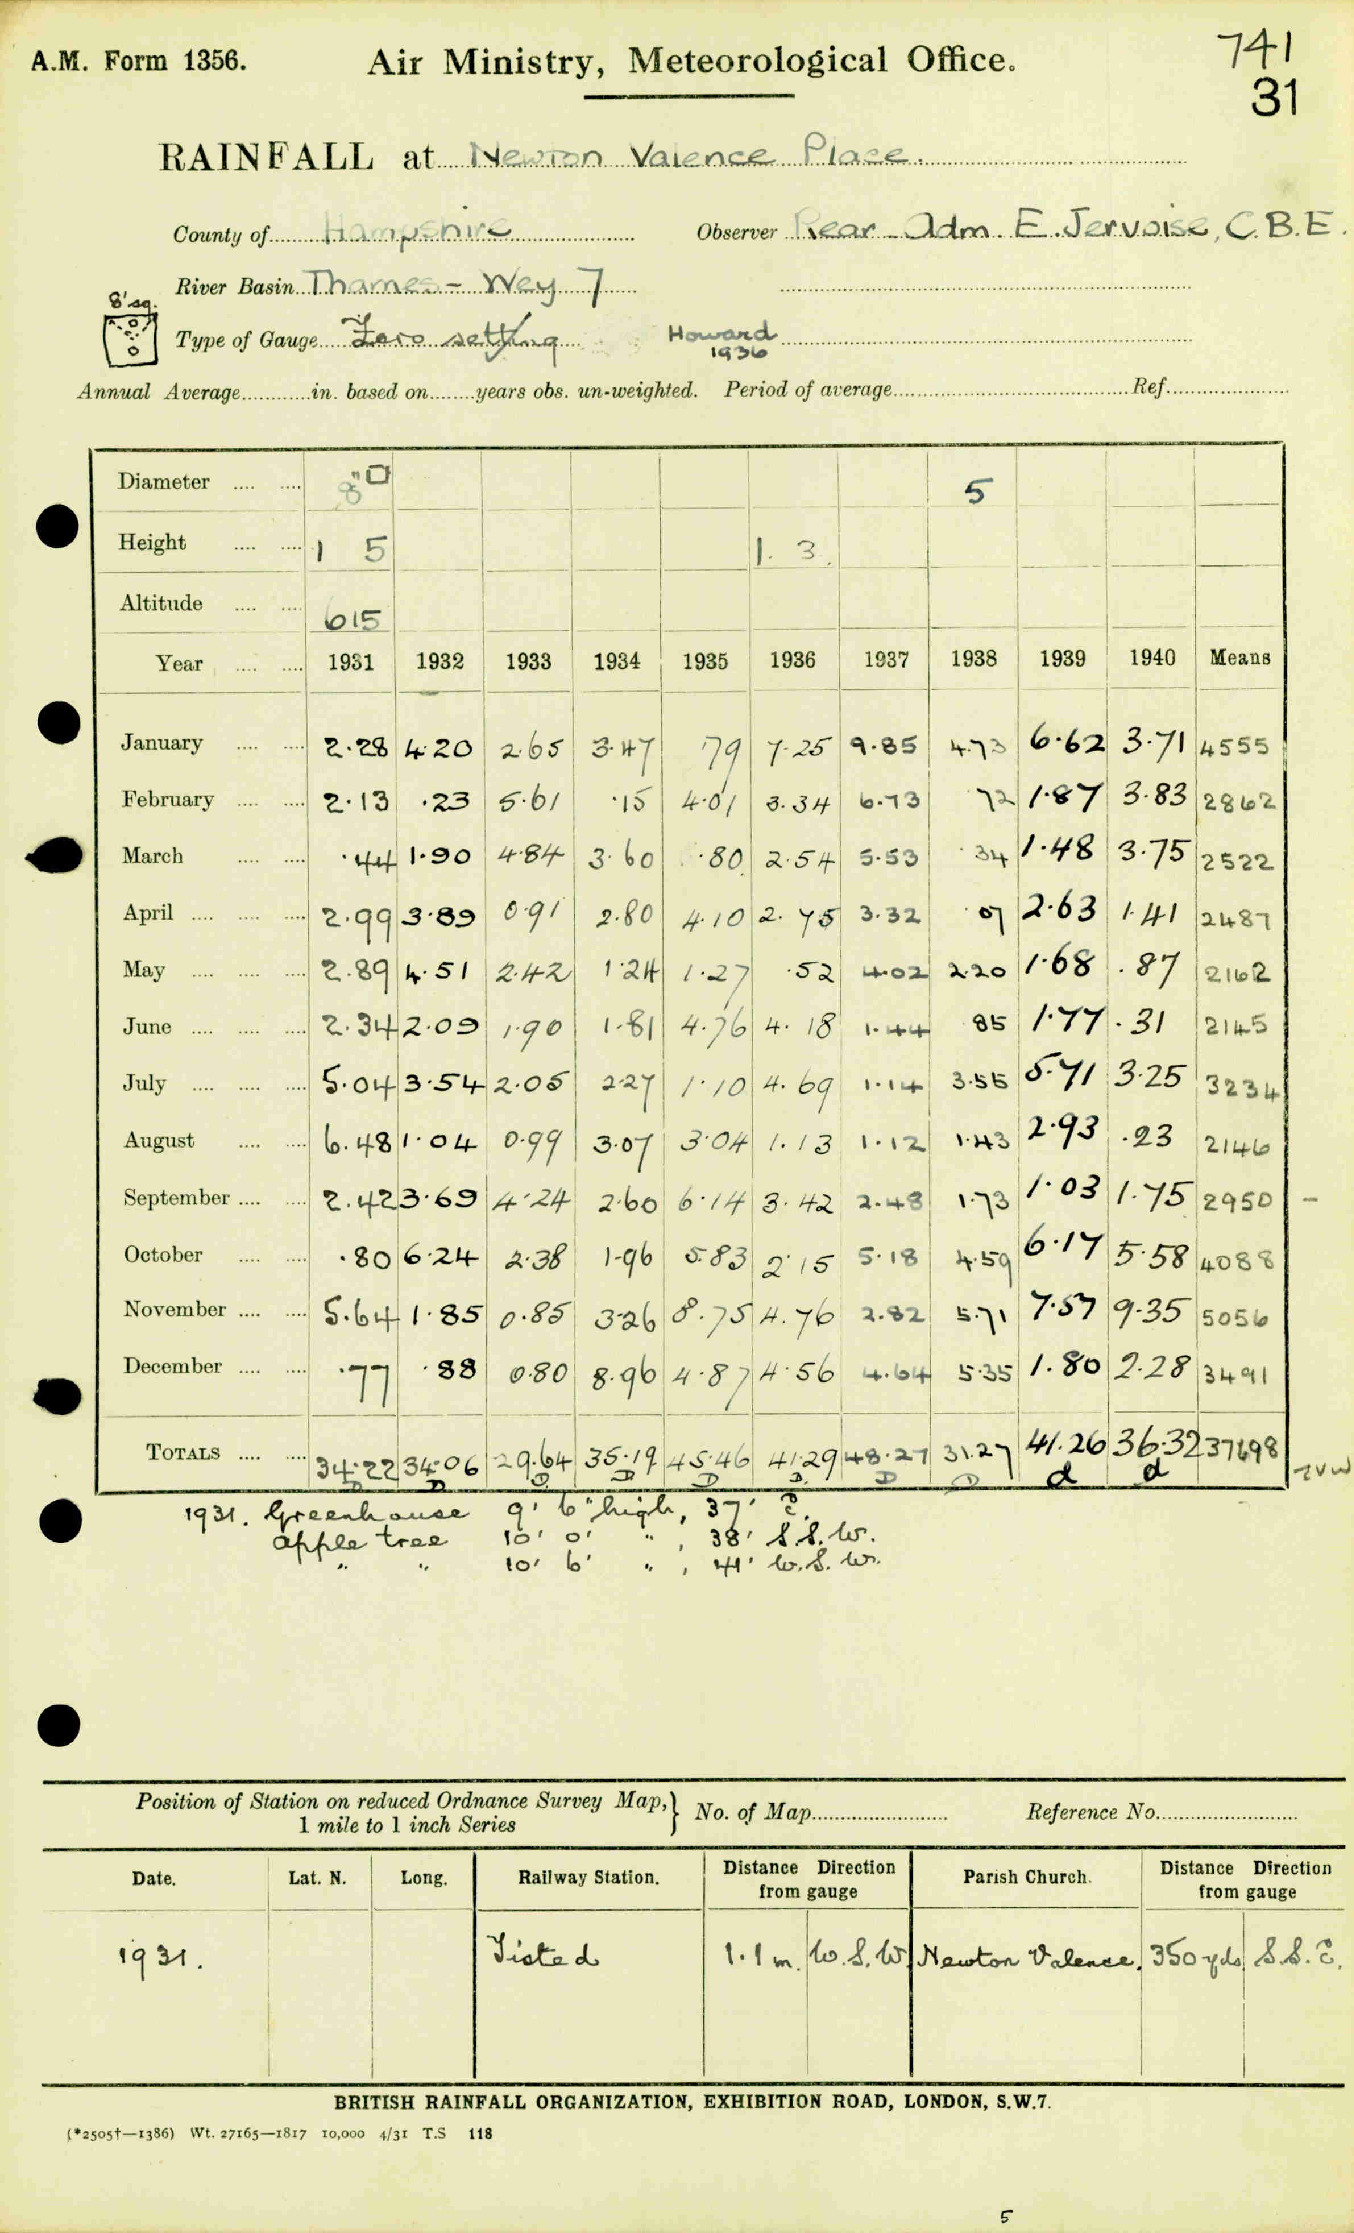 A.M. Form 1356. Air Ministry, Meteorological Office. 741
31
RAINFALL at Newton Valence Place.
County of Hampshire Observer Rear-Adm. E. Jervoise, C.B.E.
River Basin Thames - Wey 7
8" sq.
Type of Gauge Zero setting Howard
1936
Annual Average in. based on years obs. un-weighted. Period of average Ref.
Diameter 8" 5
Height 1 5 1. 3.
Altitude 615
Year 1931 1932 1933 1934 1935 1936 1937 1938 1939 1940 Means
January 2.28 4.20 2.65 3.47 79 7.25 9.85 4.73 6.62 3.71 4555
February 2.13 .23 5.61 .15 4.01 3.34 6.73 72 1.87 3.83 2862
March .44 1.90 4.84 3.60 .80 2.54 5.53 34 1.48 3.75 2522
April 2.99 3.89 0.91 2.80 4.10 2.75 3.32 .07 2.63 1.41 2487
May 2.89 4.51 2.42 1.24 1.27 .52 4.02 2.20 1.68 .87 2162
June 2.34 2.09 1.90 1.81 4.76 4.18 1.44 85 1.77 .31 2145
July 5.04 3.54 2.05 2.27 1.10 4.69 1.14 3.55 5.71 3.25 3234
August 6.48 1.04 0.99 3.07 3.04 1.13 1.12 1.43 2.93 .23 2146
September 2.42 3.69 4.24 2.60 6.14 3.42 2.48 1.73 1.03 1.75 2950 -
October .80 6.24 2.38 1.96 5.83 2.15 5.18 4.59 6.17 5.58 4088
November 5.64 1.85 0.85 3.26 8.75 4.76 2.82 5.71 7.57 9.35 5056
December .77 .88 0.80 8.96 4.87 4.56 4.64 5.35 1.80 2.28 3491
TOTALS 34.22 34.06 29.64 35.19 45.46 41.29 48.27 31.27 41.26 36.32 37698
D D D D D D D D d d
1931. Greenhouse 9' 6" high, 37' E.
apple tree 10' 0' " , 38' S.S.W.
" " 10' 6' " , 41' W.S.W.
Position of Station on reduced Ordnance Survey Map, No. of Map Reference No.
1 mile to 1 inch Series
Date. Lat. N. Long. Railway Station. Distance Direction from gauge Parish Church. Distance Direction from gauge
1931. Tisted 1.1 m. W.S.W. Newton Valence. 350 yds S.S.E.
BRITISH RAINFALL ORGANIZATION, EXHIBITION ROAD, LONDON, S.W.7.
(*2505†—1386) Wt. 27165—1817 10,000 4/31 T.S 118
5